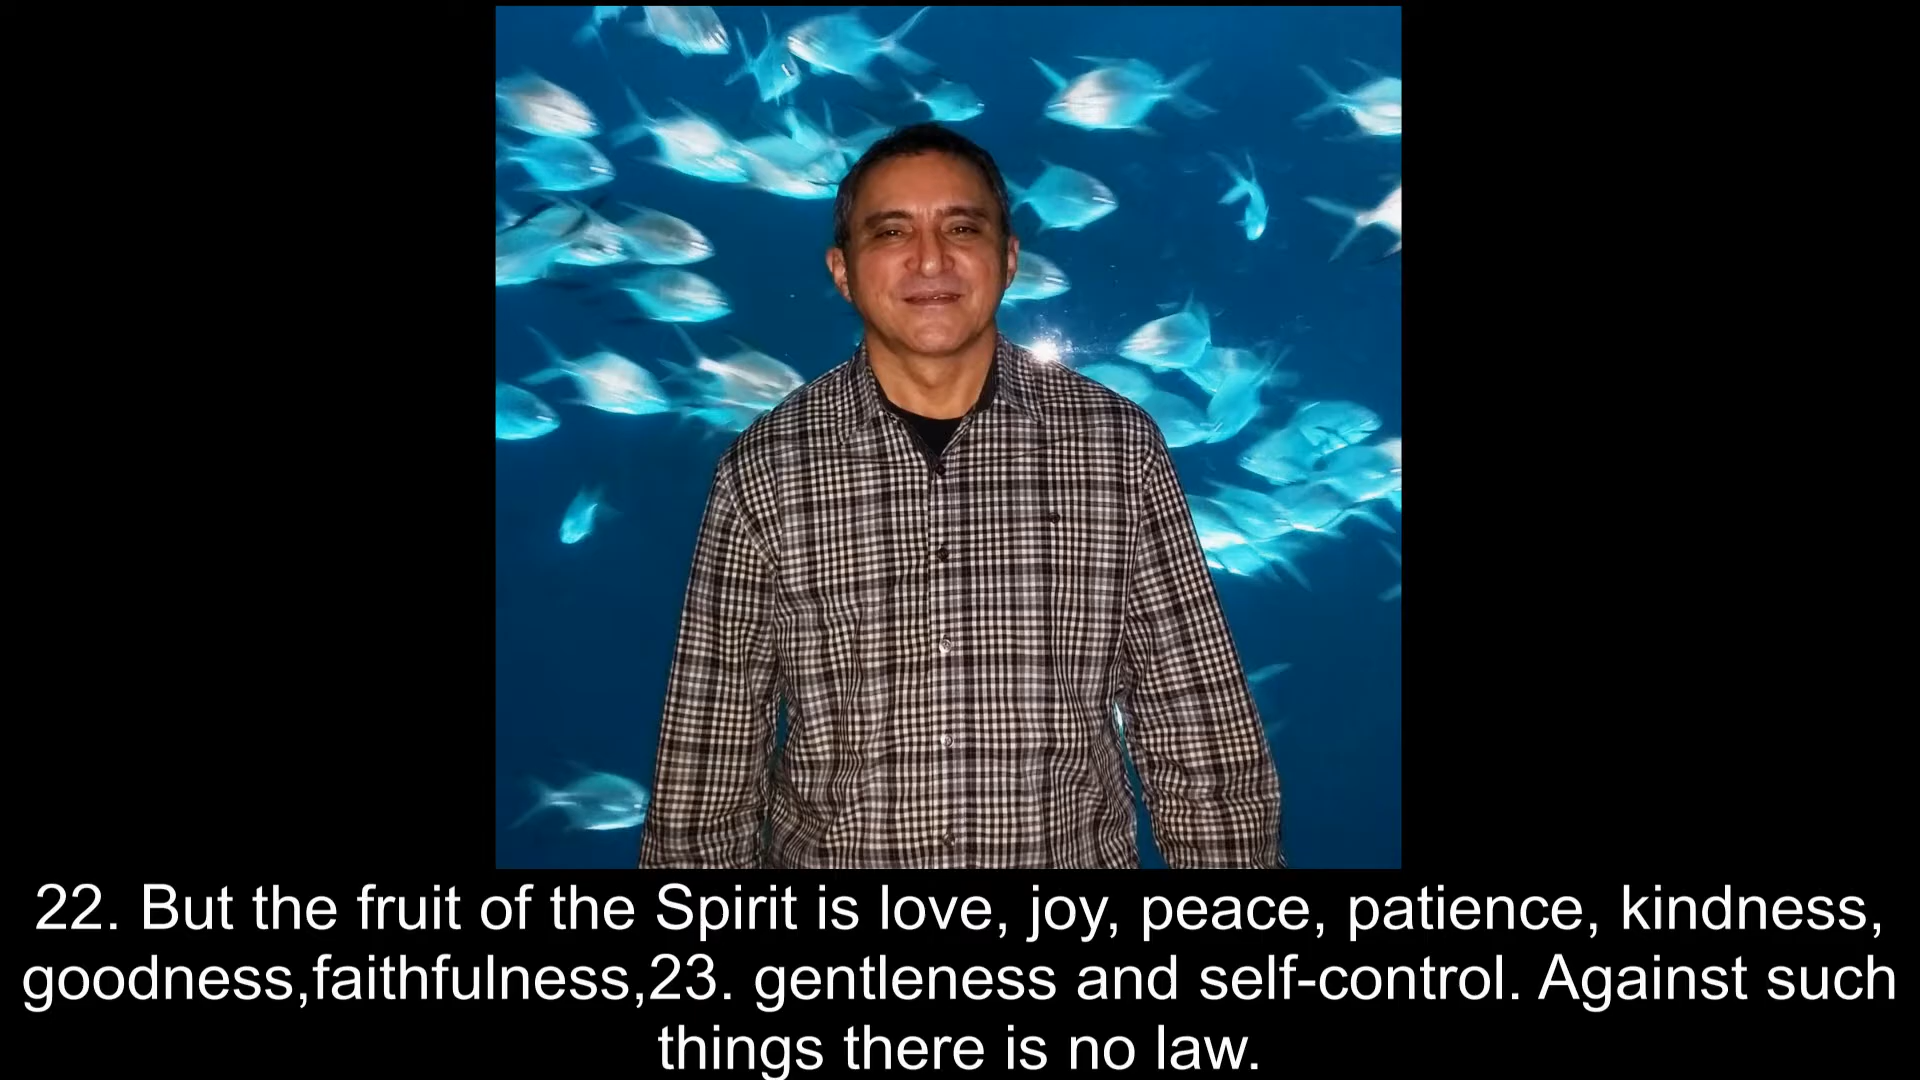 22. But the fruit of the Spirit is love, joy, peace, patience, kindness,
goodness,faithfulness,23. gentleness and self-control. Against such
things there is no law.